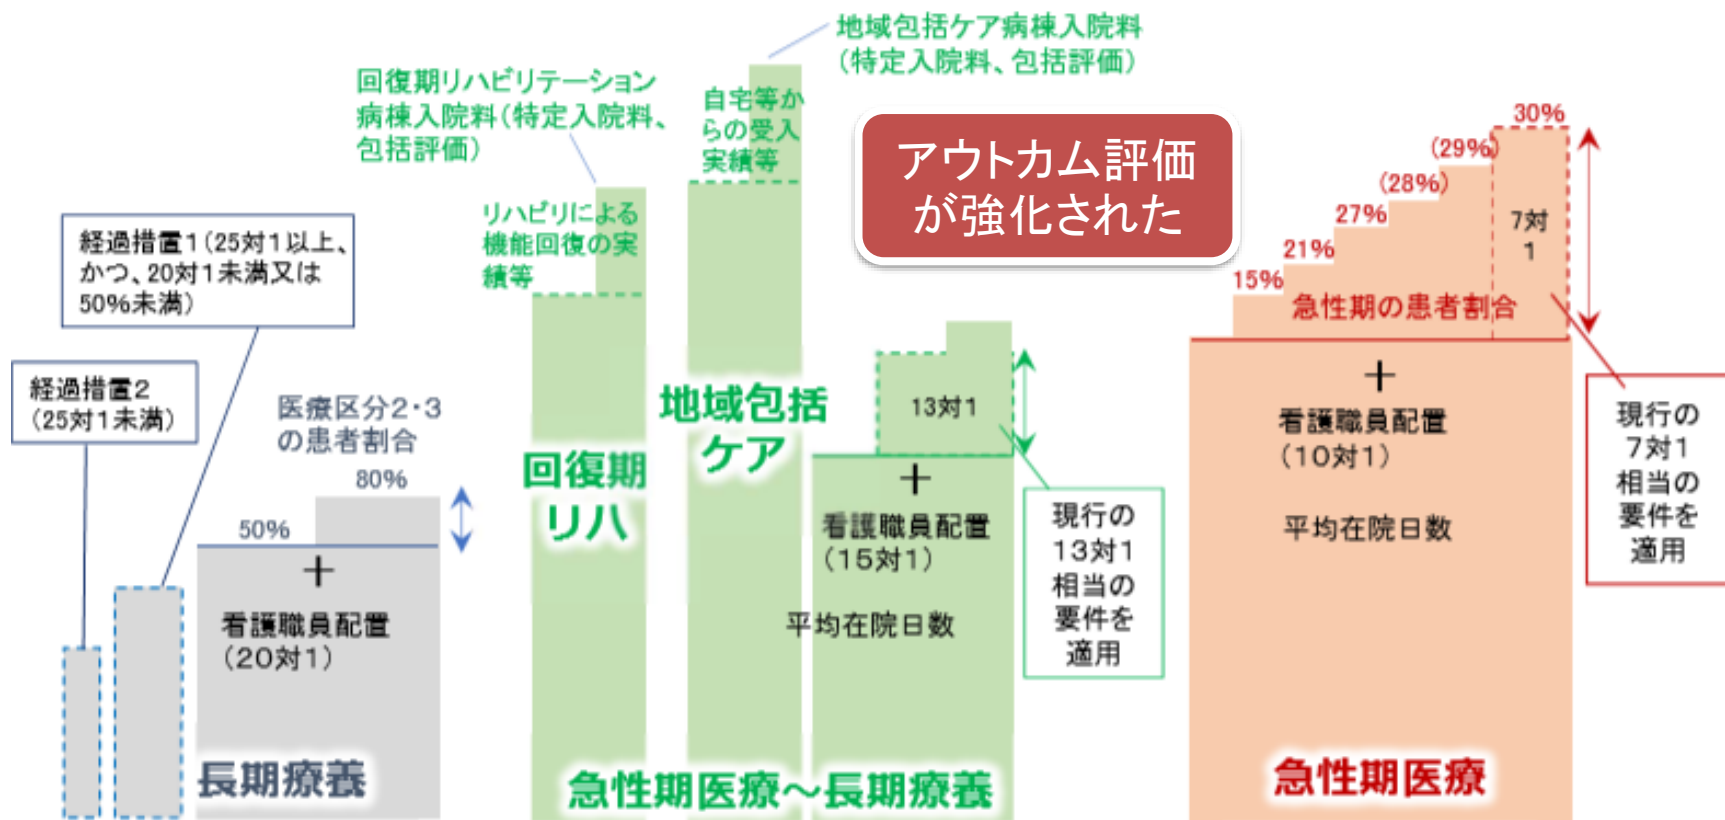 地域包括ケア病棟入院料
(特定入院料、包括評価)
回復期リハビリテーション
病棟入院料(特定入院料、
包括評価)
自宅等か
らの受入
実績等
アウトカム評価
が強化された
リハビリによる
機能回復の実
績等
経過措置1(25対1以上、
かつ、20対1未満又は
50%未満)
経過措置2
(25対1未満)
医療区分2・3
の患者割合
80%
50%
+
看護職員配置
(20対1)
長期療養
回復期
リハ
地域包括
ケア
13対1
+
看護職員配置
(15対1)
平均在院日数
現行の
13対1
相当の
要件を
適用
急性期医療~長期療養
15%
21%
27%
(28%)
(29%)
30%
7対
1
急性期の患者割合
+
看護職員配置
(10対1)
平均在院日数
現行の
7対1
相当の
要件を
適用
急性期医療